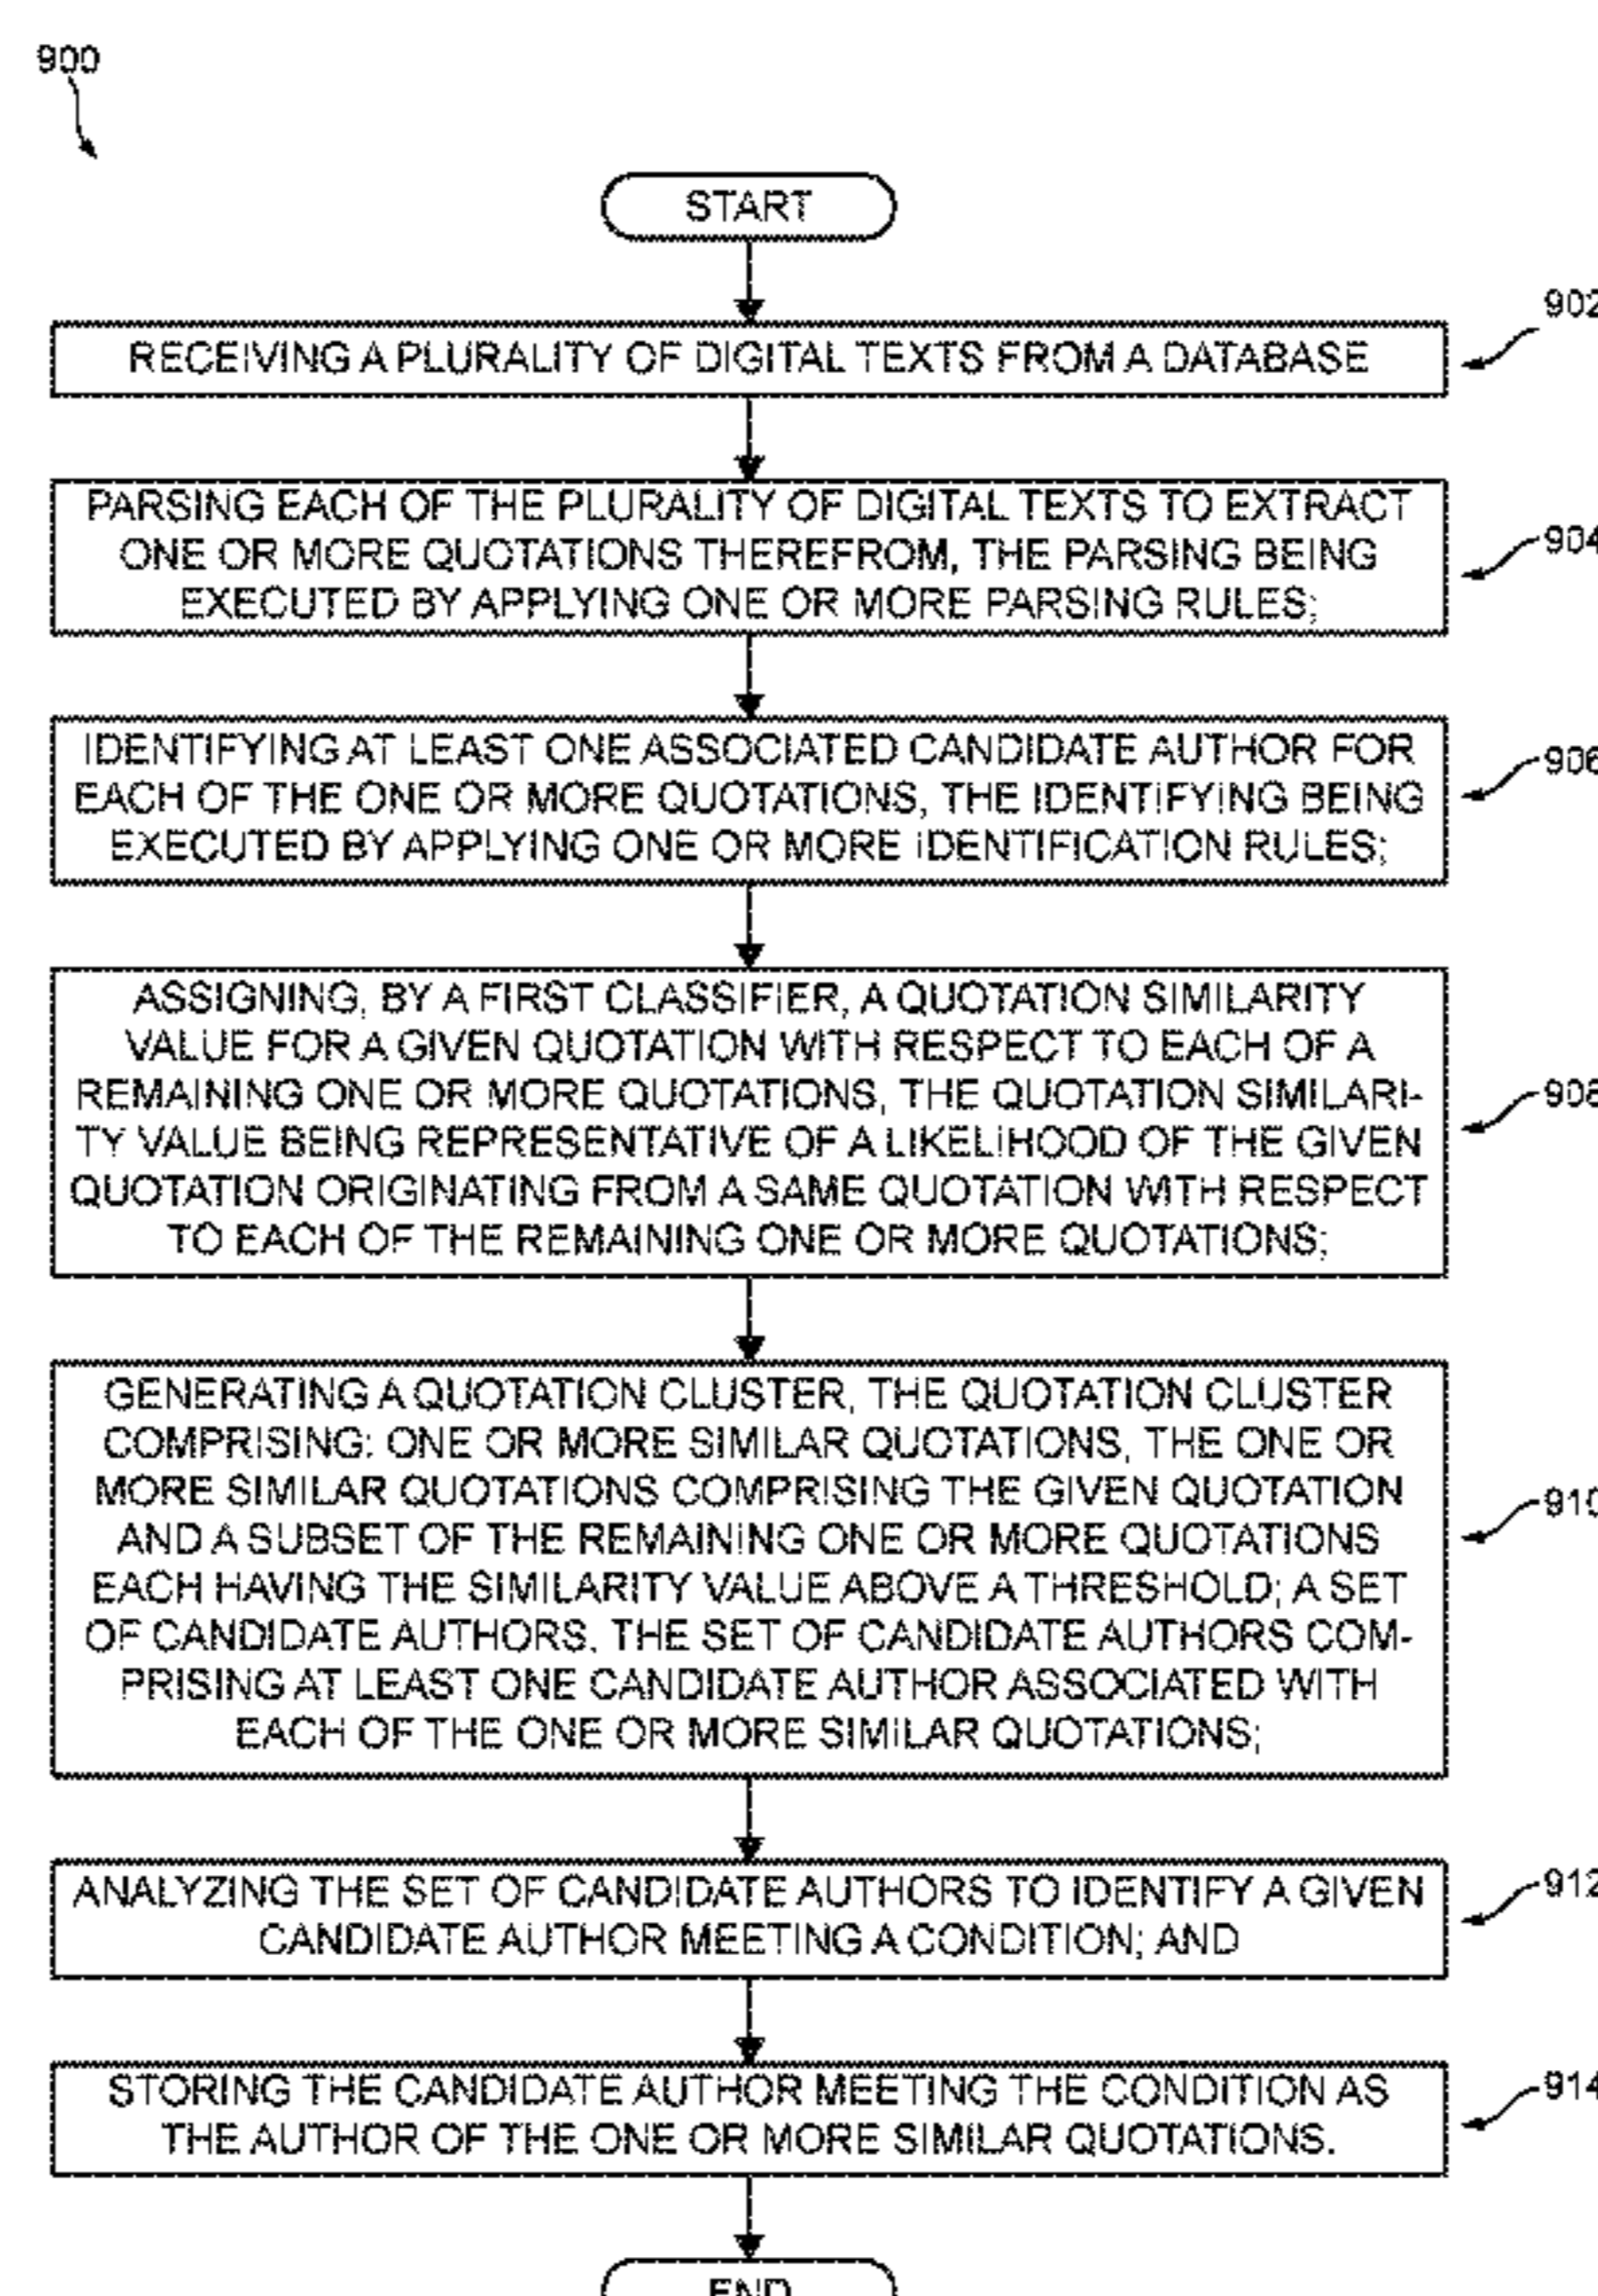 900
START
902
RECEIVING A PLURALITY OF DIGITAL TEXTS FROM A DATABASE
PARSING EACH OF THE PLURALITY OF DIGITAL TEXTS TO EXTRACT
ONE OR MORE QUOTATIONS THEREFROM, THE PARSING BEING
EXECUTED BY APPLYING ONE OR MORE PARSING RULES;
904
IDENTIFYING AT LEAST ONE ASSOCIATED CANDIDATE AUTHOR FOR
EACH OF THE ONE OR MORE QUOTATIONS, THE IDENTIFYING BEING
EXECUTED BY APPLYING ONE OR MORE IDENTIFICATION RULES;
906
ASSIGNING, BY A FIRST CLASSIFIER, A QUOTATION SIMILARITY
VALUE FOR A GIVEN QUOTATION WITH RESPECT TO EACH OF A
REMAINING ONE OR MORE QUOTATIONS, THE QUOTATION SIMILARI-
TY VALUE BEING REPRESENTATIVE OF A LIKELIHOOD OF THE GIVEN
QUOTATION ORIGINATING FROM A SAME QUOTATION WITH RESPECT
TO EACH OF THE REMAINING ONE OR MORE QUOTATIONS;
908
GENERATING A QUOTATION CLUSTER, THE QUOTATION CLUSTER
COMPRISING: ONE OR MORE SIMILAR QUOTATIONS, THE ONE OR
MORE SIMILAR QUOTATIONS COMPRISING THE GIVEN QUOTATION
AND A SUBSET OF THE REMAINING ONE OR MORE QUOTATIONS
EACH HAVING THE SIMILARITY VALUE ABOVE A THRESHOLD; A SET
OF CANDIDATE AUTHORS, THE SET OF CANDIDATE AUTHORS COM-
PRISING AT LEAST ONE CANDIDATE AUTHOR ASSOCIATED WITH
EACH OF THE ONE OR MORE SIMILAR QUOTATIONS;
910
ANALYZING THE SET OF CANDIDATE AUTHORS TO IDENTIFY A GIVEN
CANDIDATE AUTHOR MEETING A CONDITION; AND
912
STORING THE CANDIDATE AUTHOR MEETING THE CONDITION AS
THE AUTHOR OF THE ONE OR MORE SIMILAR QUOTATIONS.
914
END